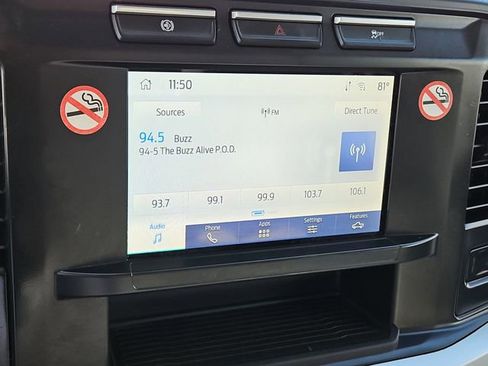 OFF
11:50
81°
Sources
FM
Direct Tune
94.5 Buzz
94-5 The Buzz Alive P.O.D.
93.7 99.1 99.9 103.7 106.1
Audio Phone Apps Settings Features